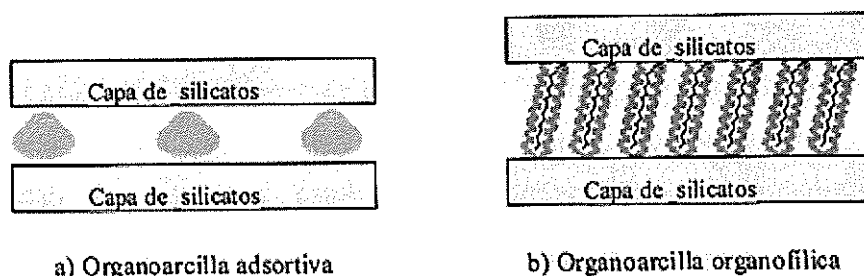 Capa de silicatos
Capa de silicatos
a) Organoarcilla adsortiva
Capa de silicatos
Capa de silicatos
b) Organoarcilla organofílica